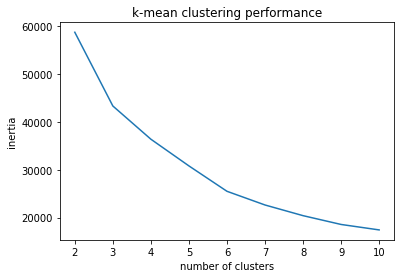 k-mean clustering performance
60000
50000
40000
30000
20000
inertia
2 3 4 5 6 7 8 9 10
number of clusters